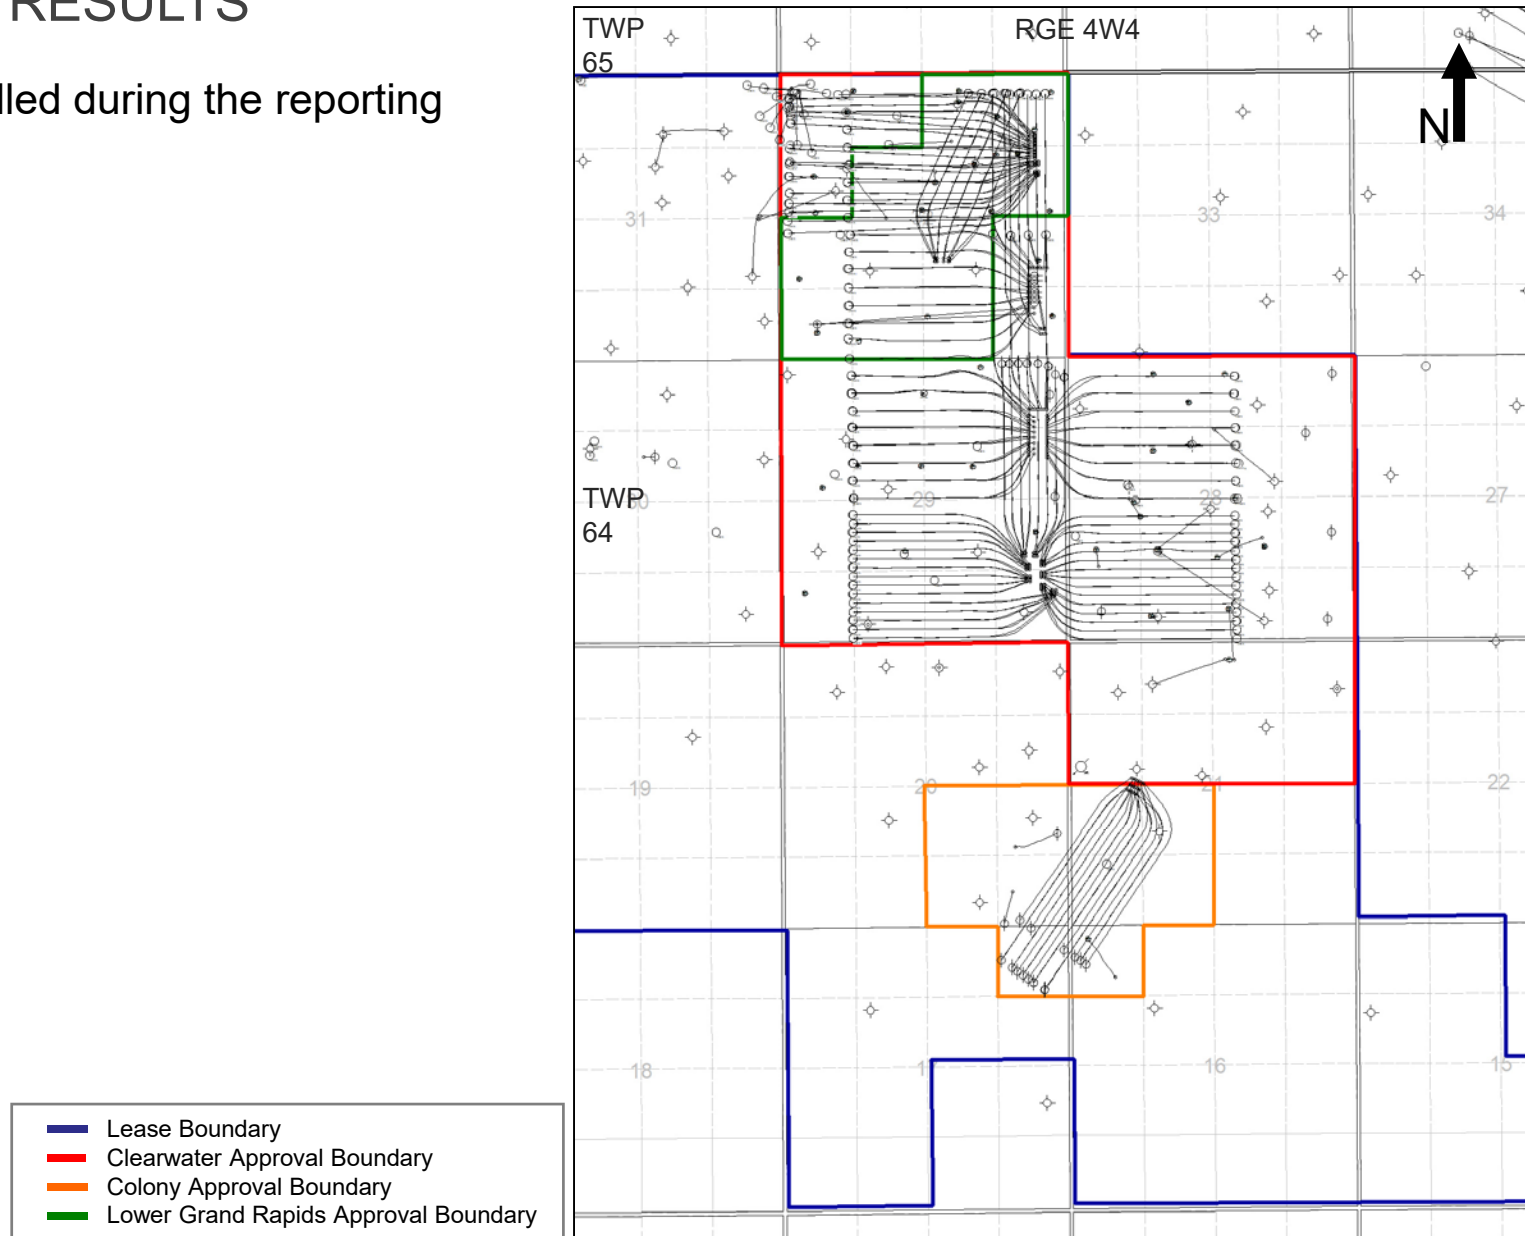 RESULTS
lled during the reporting
TWP
65
RGE 4W4
N
31
33
34
TWP
64
29
28
27
19
20
21
22
18
16
15
Lease Boundary
Clearwater Approval Boundary
Colony Approval Boundary
Lower Grand Rapids Approval Boundary